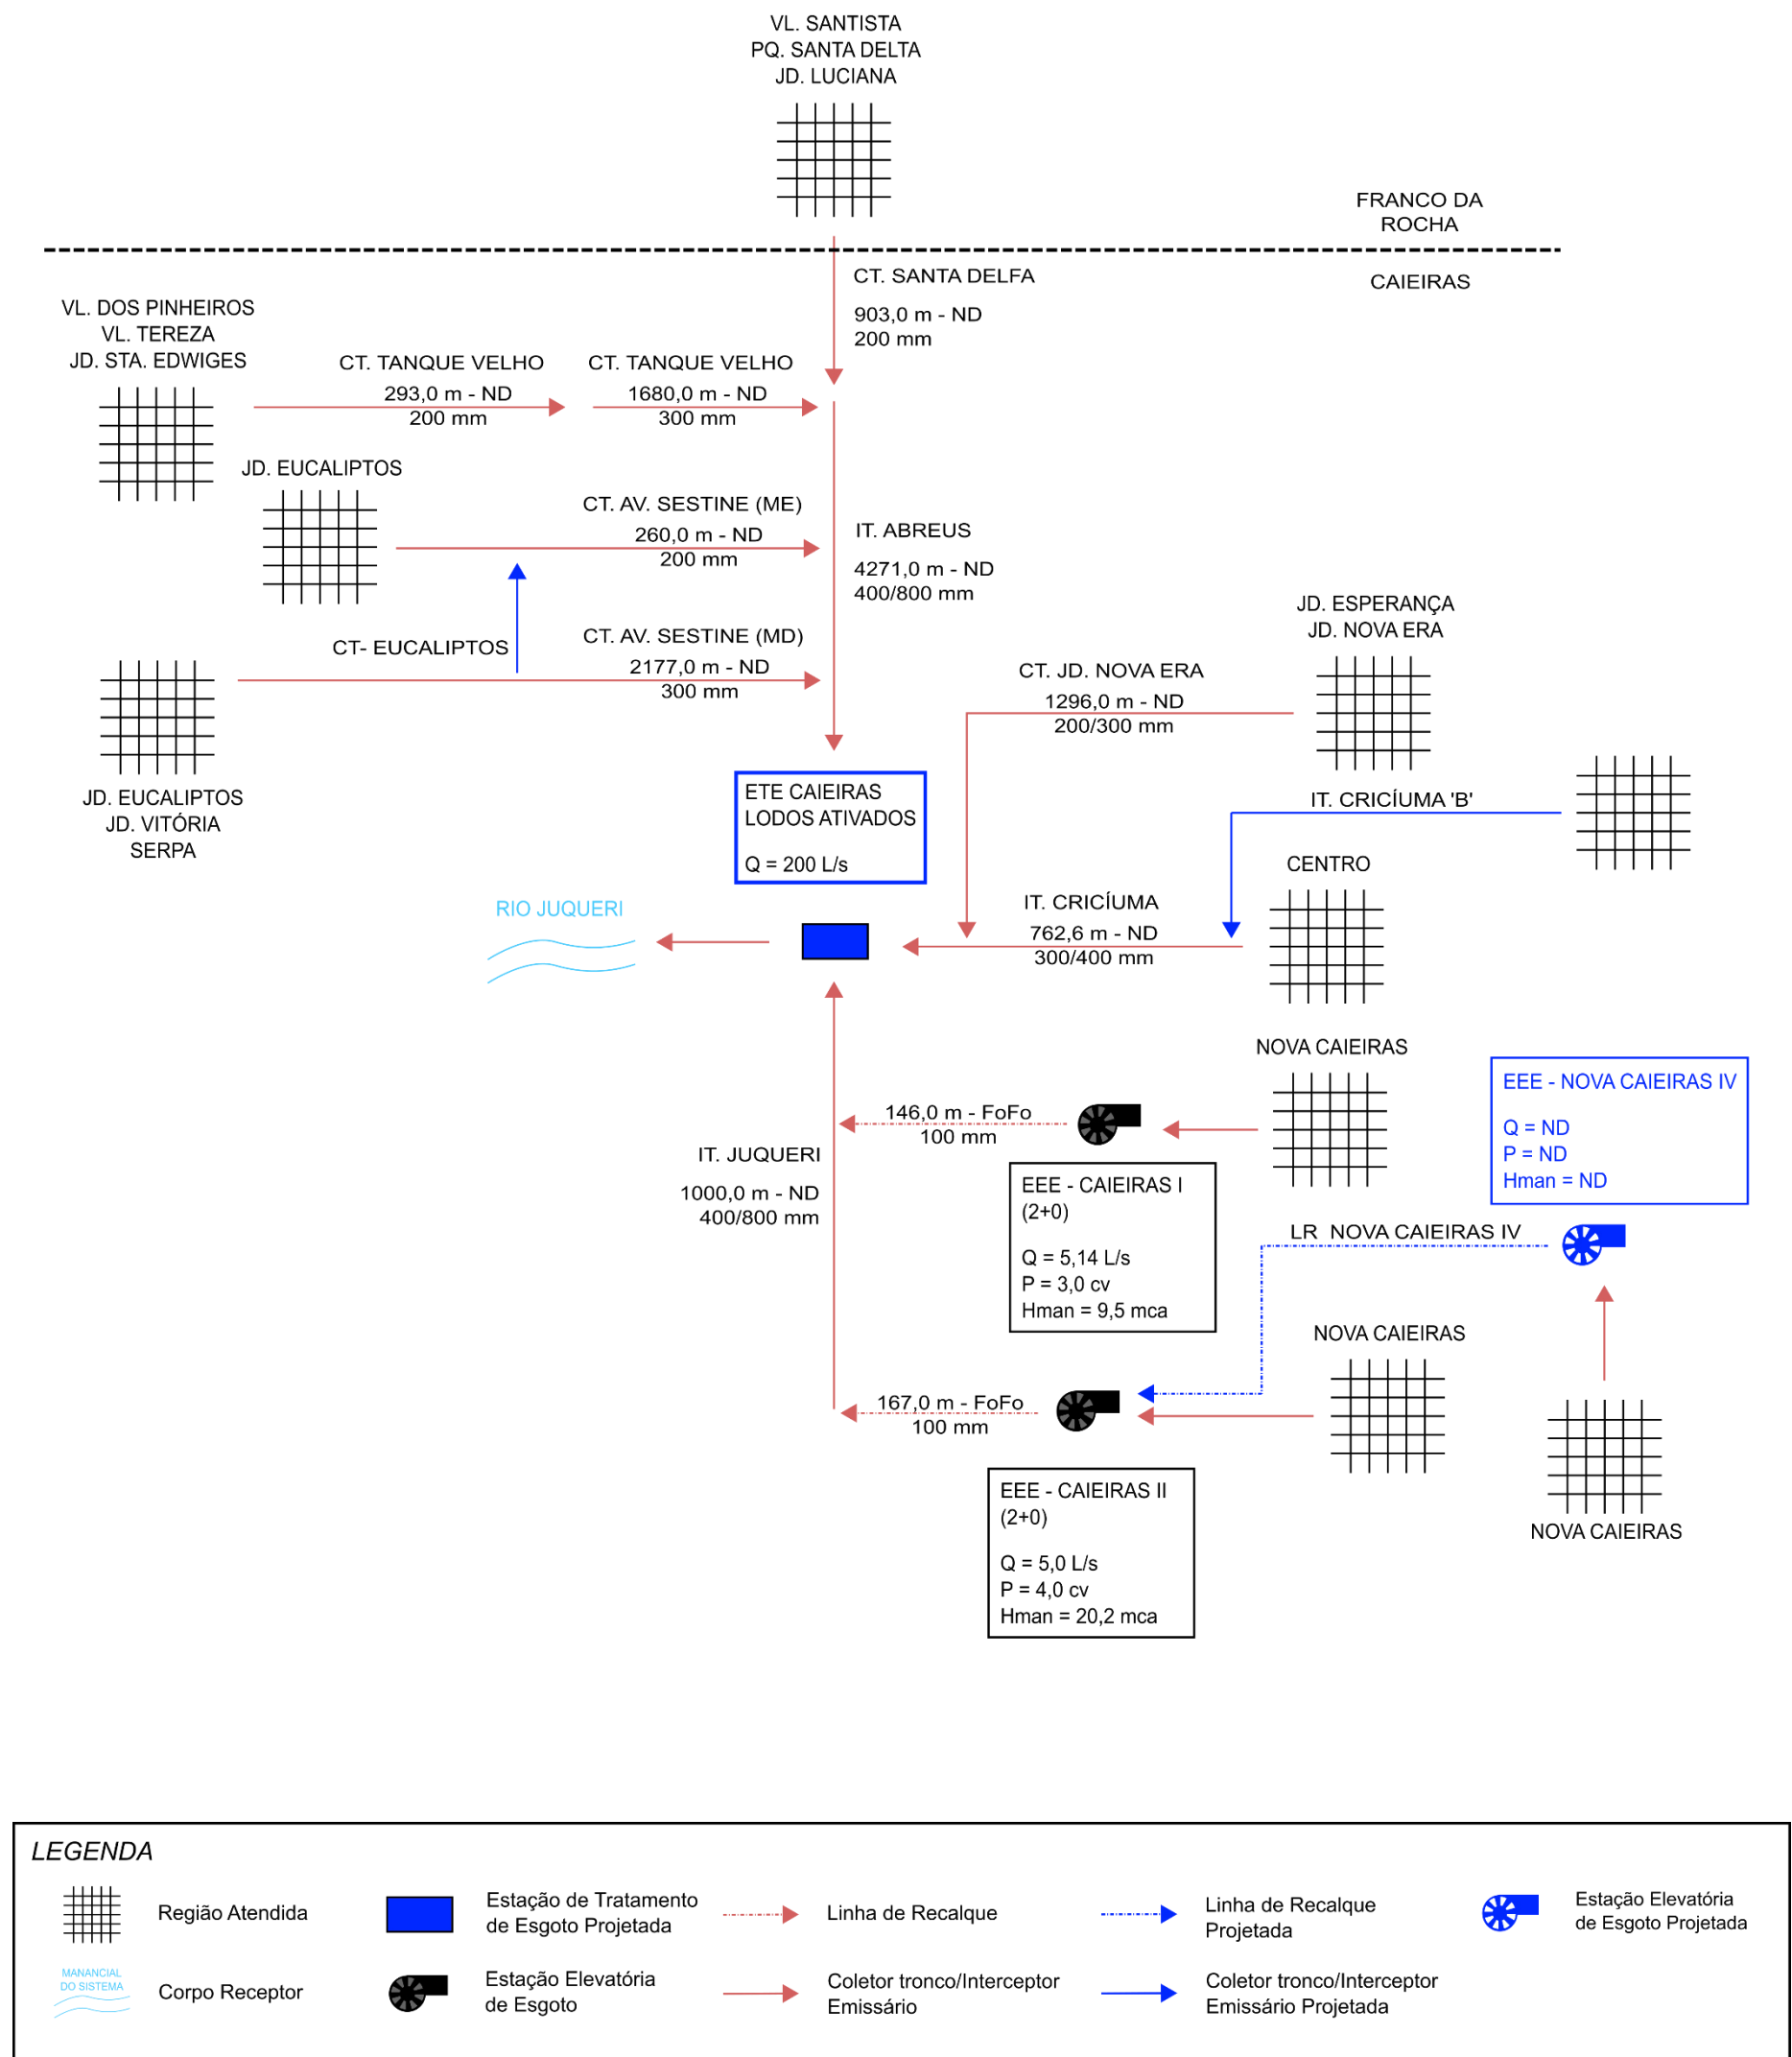 VL. SANTISTA
PQ. SANTA DELTA
JD. LUCIANA
FRANCO DA
ROCHA
CAIEIRAS
CT. SANTA DELFA
903,0 m - ND
200 mm
VL. DOS PINHEIROS
VL. TEREZA
JD. STA. EDWIGES
CT. TANQUE VELHO
293,0 m - ND
200 mm
CT. TANQUE VELHO
1680,0 m - ND
300 mm
JD. EUCALIPTOS
CT. AV. SESTINE (ME)
260,0 m - ND
200 mm
IT. ABREUS
4271,0 m - ND
400/800 mm
CT- EUCALIPTOS
CT. AV. SESTINE (MD)
2177,0 m - ND
300 mm
JD. EUCALIPTOS
JD. VITÓRIA
SERPA
JD. ESPERANÇA
JD. NOVA ERA
CT. JD. NOVA ERA
1296,0 m - ND
200/300 mm
ETE CAIEIRAS
LODOS ATIVADOS
Q = 200 L/s
IT. CRICÍUMA 'B'
CENTRO
IT. CRICÍUMA
762,6 m - ND
300/400 mm
RIO JUQUERI
NOVA CAIEIRAS
146,0 m - FoFo
100 mm
IT. JUQUERI
1000,0 m - ND
400/800 mm
EEE - CAIEIRAS I
(2+0)
Q = 5,14 L/s
P = 3,0 cv
Hman = 9,5 mca
EEE - NOVA CAIEIRAS IV
Q = ND
P = ND
Hman = ND
LR NOVA CAIEIRAS IV
NOVA CAIEIRAS
167,0 m - FoFo
100 mm
EEE - CAIEIRAS II
(2+0)
Q = 5,0 L/s
P = 4,0 cv
Hman = 20,2 mca
NOVA CAIEIRAS
LEGENDA
Região Atendida
Estação de Tratamento
de Esgoto Projetada
Linha de Recalque
Linha de Recalque
Projetada
Estação Elevatória
de Esgoto Projetada
MANANCIAL
DO SISTEMA
Corpo Receptor
Estação Elevatória
de Esgoto
Coletor tronco/Interceptor
Emissário
Coletor tronco/Interceptor
Emissário Projetada